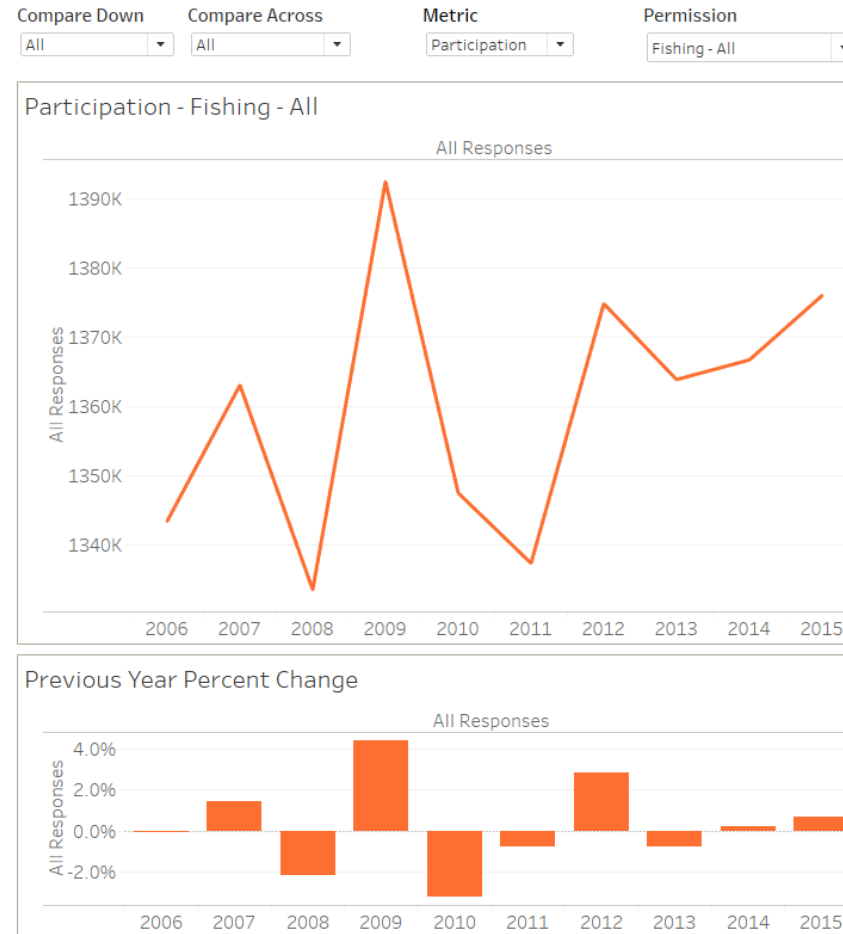 Compare Down Compare Across Metric Permission
All All Participation Fishing - All
Participation - Fishing - All
All Responses
1390K
1380K
1370K
1360K
1350K
1340K
All Responses
2006 2007 2008 2009 2010 2011 2012 2013 2014 2015
Previous Year Percent Change
All Responses
4.0%
2.0%
0.0%
-2.0%
All Responses
2006 2007 2008 2009 2010 2011 2012 2013 2014 2015